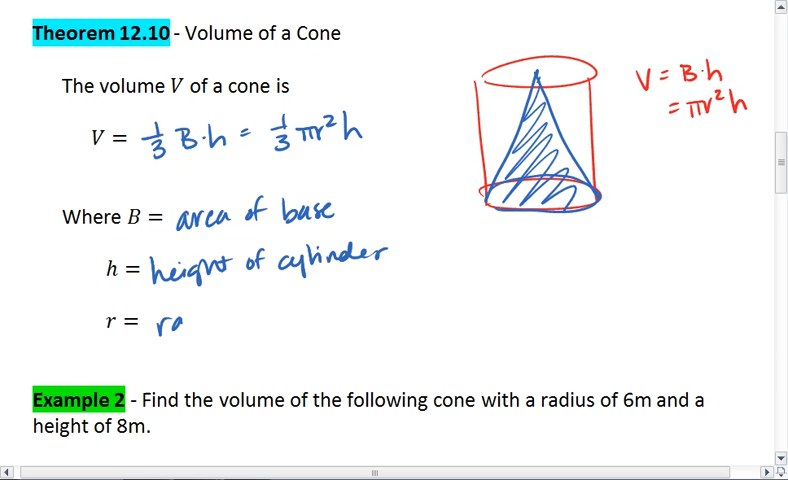 Theorem 12.10 - Volume of a Cone
V = B·h
= πr²h
The volume V of a cone is
V = 1/3 B·h = 1/3 πr²h
Where B = area of base
h = height of cylinder
r = ra
Example 2 - Find the volume of the following cone with a radius of 6m and a
height of 8m.